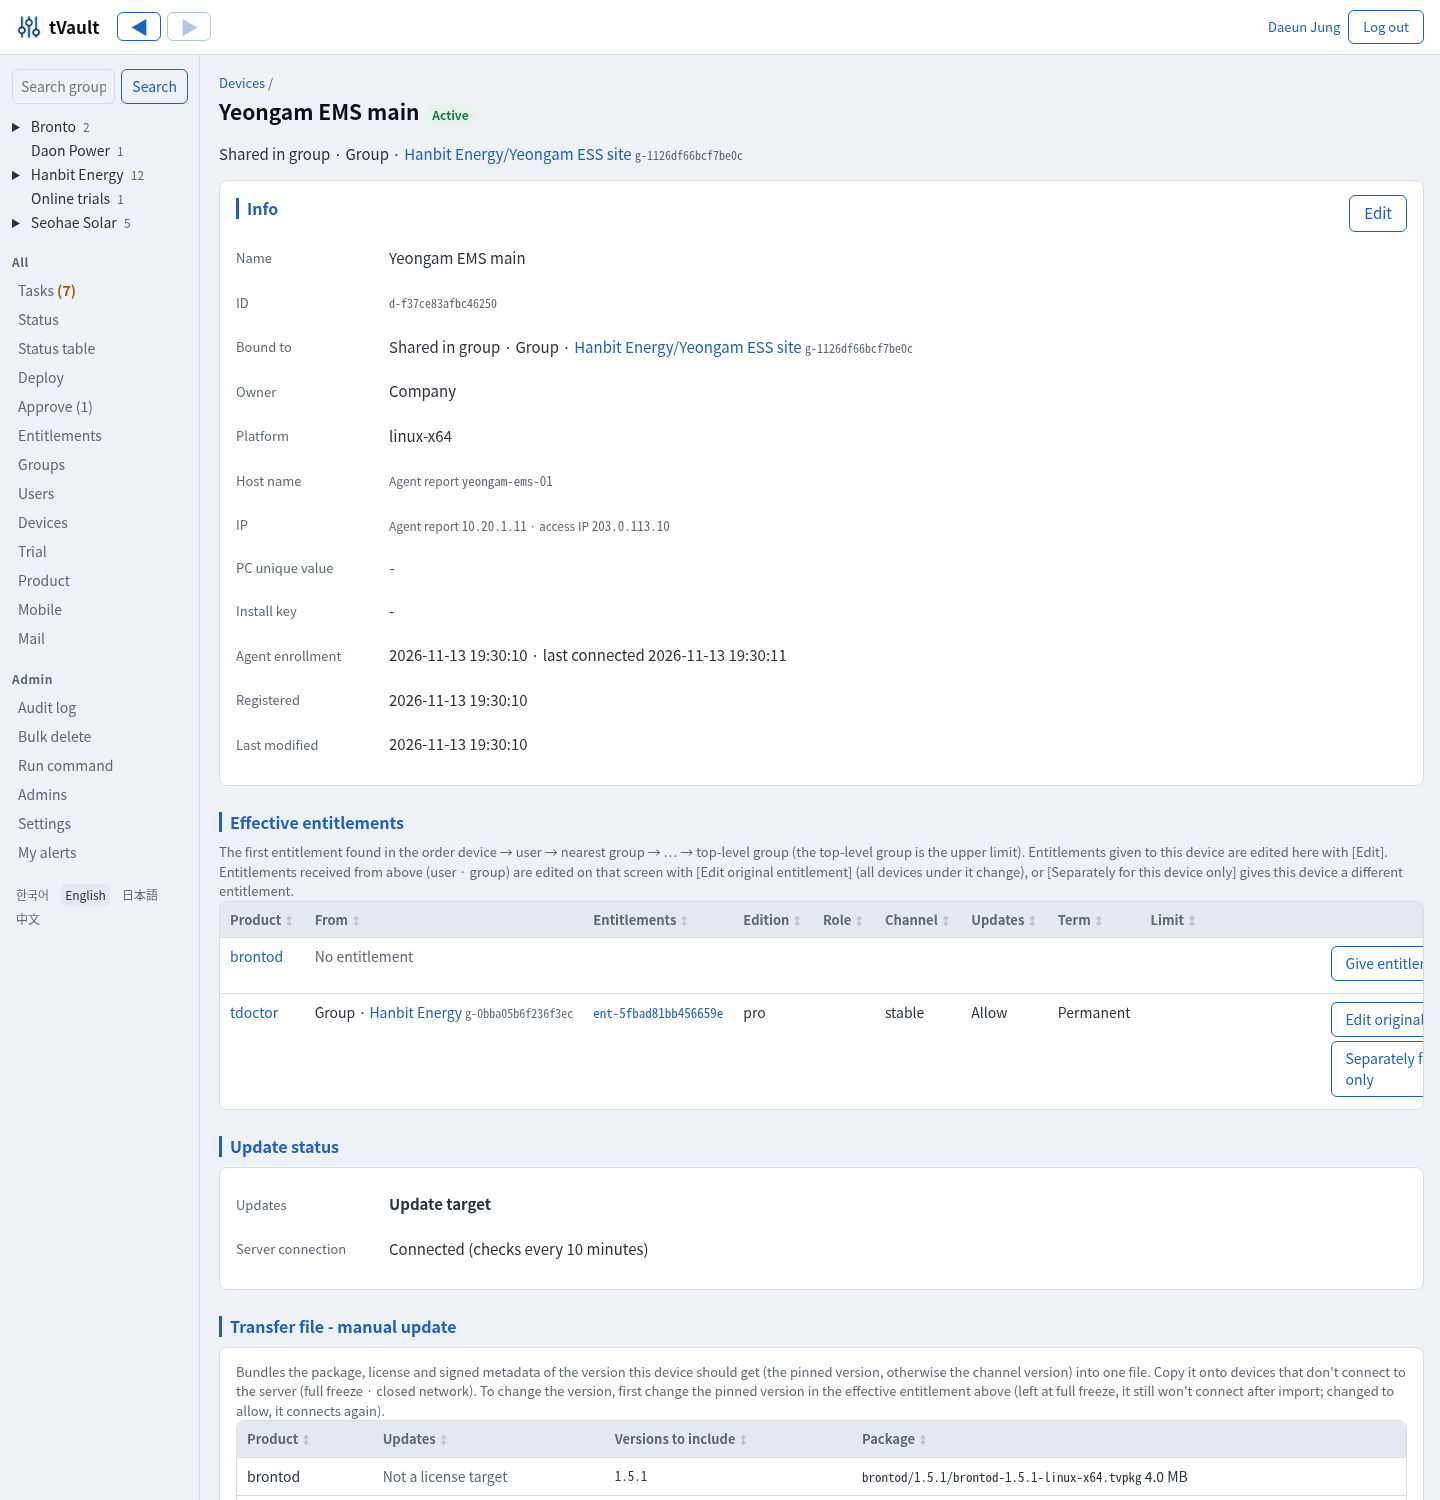 tVault
Daeun Jung
Log out
Search group
Search
Bronto 2
Daon Power 1
Hanbit Energy 12
Online trials 1
Seohae Solar 5
All
Tasks (7)
Status
Status table
Deploy
Approve (1)
Entitlements
Groups
Users
Devices
Trial
Product
Mobile
Mail
Admin
Audit log
Bulk delete
Run command
Admins
Settings
My alerts
한국어 English 日本語
中文
Devices /
Yeongam EMS main Active
Shared in group · Group · Hanbit Energy/Yeongam ESS site g-1126df66bcf7be0c
Info
Edit
Name Yeongam EMS main
ID d-f37ce83afbc46250
Bound to Shared in group · Group · Hanbit Energy/Yeongam ESS site g-1126df66bcf7be0c
Owner Company
Platform linux-x64
Host name Agent report yeongam-ems-01
IP Agent report 10.20.1.11 · access IP 203.0.113.10
PC unique value -
Install key -
Agent enrollment 2026-11-13 19:30:10 · last connected 2026-11-13 19:30:11
Registered 2026-11-13 19:30:10
Last modified 2026-11-13 19:30:10
Effective entitlements
The first entitlement found in the order device → user → nearest group → … → top-level group (the top-level group is the upper limit). Entitlements given to this device are edited here with [Edit].
Entitlements received from above (user · group) are edited on that screen with [Edit original entitlement] (all devices under it change), or [Separately for this device only] gives this device a different
entitlement.
Product ↕ From ↕ Entitlements ↕ Edition ↕ Role ↕ Channel ↕ Updates ↕ Term ↕ Limit ↕
brontod No entitlement Give entitler
tdoctor Group · Hanbit Energy g-0bba05b6f236f3ec ent-5fbad81bb456659e pro stable Allow Permanent Edit original
Separately f
only
Update status
Updates Update target
Server connection Connected (checks every 10 minutes)
Transfer file - manual update
Bundles the package, license and signed metadata of the version this device should get (the pinned version, otherwise the channel version) into one file. Copy it onto devices that don't connect to
the server (full freeze · closed network). To change the version, first change the pinned version in the effective entitlement above (left at full freeze, it still won't connect after import; changed to
allow, it connects again).
Product ↕ Updates ↕ Versions to include ↕ Package ↕
brontod Not a license target 1.5.1 brontod/1.5.1/brontod-1.5.1-linux-x64.tvpkg 4.0 MB